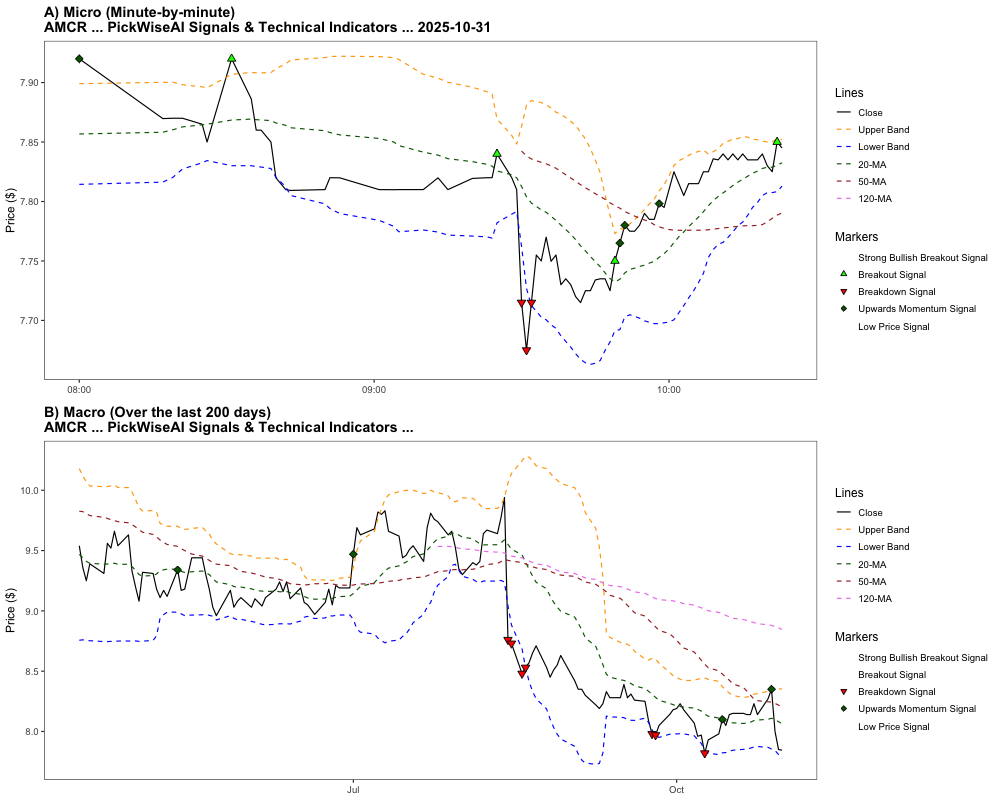 A) Micro (Minute-by-minute)
AMCR ... PickWiseAI Signals & Technical Indicators ... 2025-10-31
Price ($)
7.90
7.85
7.80
7.75
7.70
08:00
09:00
10:00
Lines
Close
Upper Band
Lower Band
20-MA
50-MA
120-MA
Markers
Strong Bullish Breakout Signal
Breakout Signal
Breakdown Signal
Upwards Momentum Signal
Low Price Signal
B) Macro (Over the last 200 days)
AMCR ... PickWiseAI Signals & Technical Indicators ...
Price ($)
10.0
9.5
9.0
8.5
8.0
Jul
Oct
Lines
Close
Upper Band
Lower Band
20-MA
50-MA
120-MA
Markers
Strong Bullish Breakout Signal
Breakout Signal
Breakdown Signal
Upwards Momentum Signal
Low Price Signal